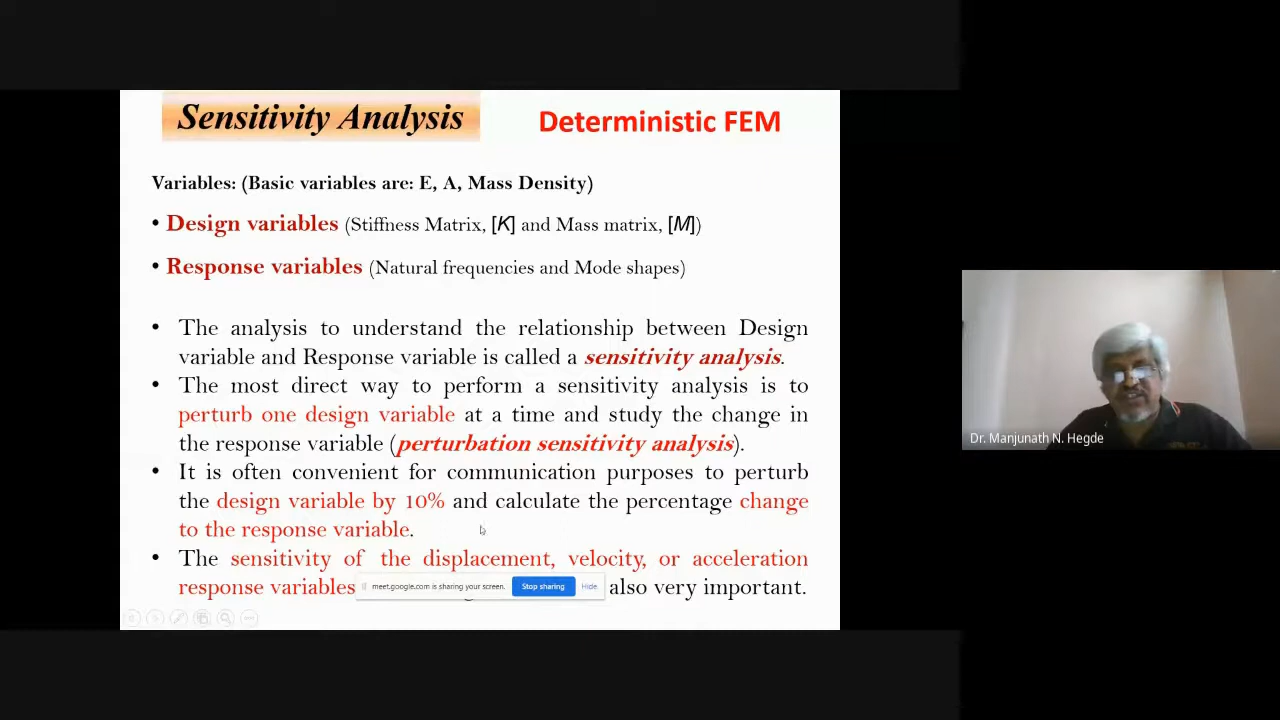 Sensitivity Analysis
Deterministic FEM
Variables: (Basic variables are: E, A, Mass Density)
• Design variables (Stiffness Matrix, [K] and Mass matrix, [M])
• Response variables (Natural frequencies and Mode shapes)
• The analysis to understand the relationship between Design
variable and Response variable is called a sensitivity analysis.
• The most direct way to perform a sensitivity analysis is to
perturb one design variable at a time and study the change in
the response variable (perturbation sensitivity analysis).
• It is often convenient for communication purposes to perturb
the design variable by 10% and calculate the percentage change
to the response variable.
• The sensitivity of the displacement, velocity, or acceleration
response variables also very important.
meet.google.com is sharing your screen. Stop sharing Hide
Dr. Manjunath N. Hegde